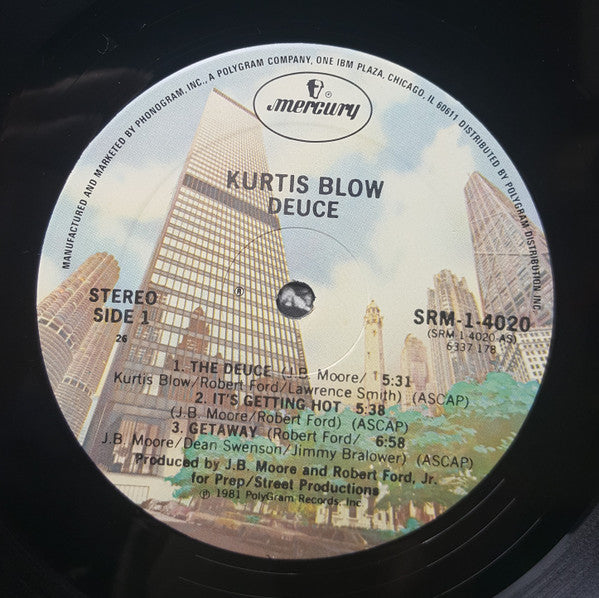 MANUFACTURED AND MARKETED BY PHONOGRAM, INC., A POLYGRAM COMPANY, ONE IBM PLAZA, CHICAGO, IL 60611 DISTRIBUTED BY POLYGRAM DISTRIBUTION, INC.
®
mercury
KURTIS BLOW
DEUCE
STEREO
SIDE 1
26
℗
SRM-1-4020
(SRM-1-4020-AS)
6337 178
1. THE DEUCE (J.B. Moore/ 5:31
Kurtis Blow/Robert Ford/Lawrence Smith) (ASCAP)
2. IT'S GETTING HOT 5:38
(J.B. Moore/Robert Ford) (ASCAP)
3. GETAWAY (Robert Ford/ 6:58
J.B. Moore/Dean Swenson/Jimmy Bralower) (ASCAP)
Produced by J.B. Moore and Robert Ford, Jr.
for Prep/Street Productions
℗ 1981 PolyGram Records, Inc.